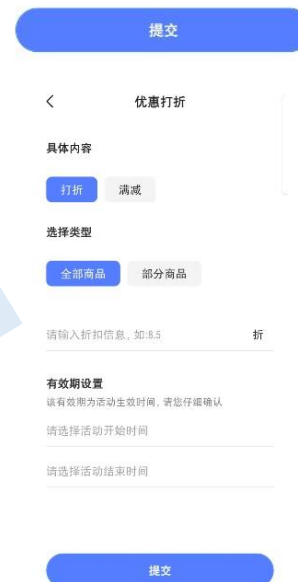 提交
优惠打折
具体内容
打折 满减
选择类型
全部商品 部分商品
请输入折扣信息, 如:8.5 折
有效期设置
该有效期为活动生效时间, 请您仔细确认
请选择活动开始时间
请选择活动结束时间
提交